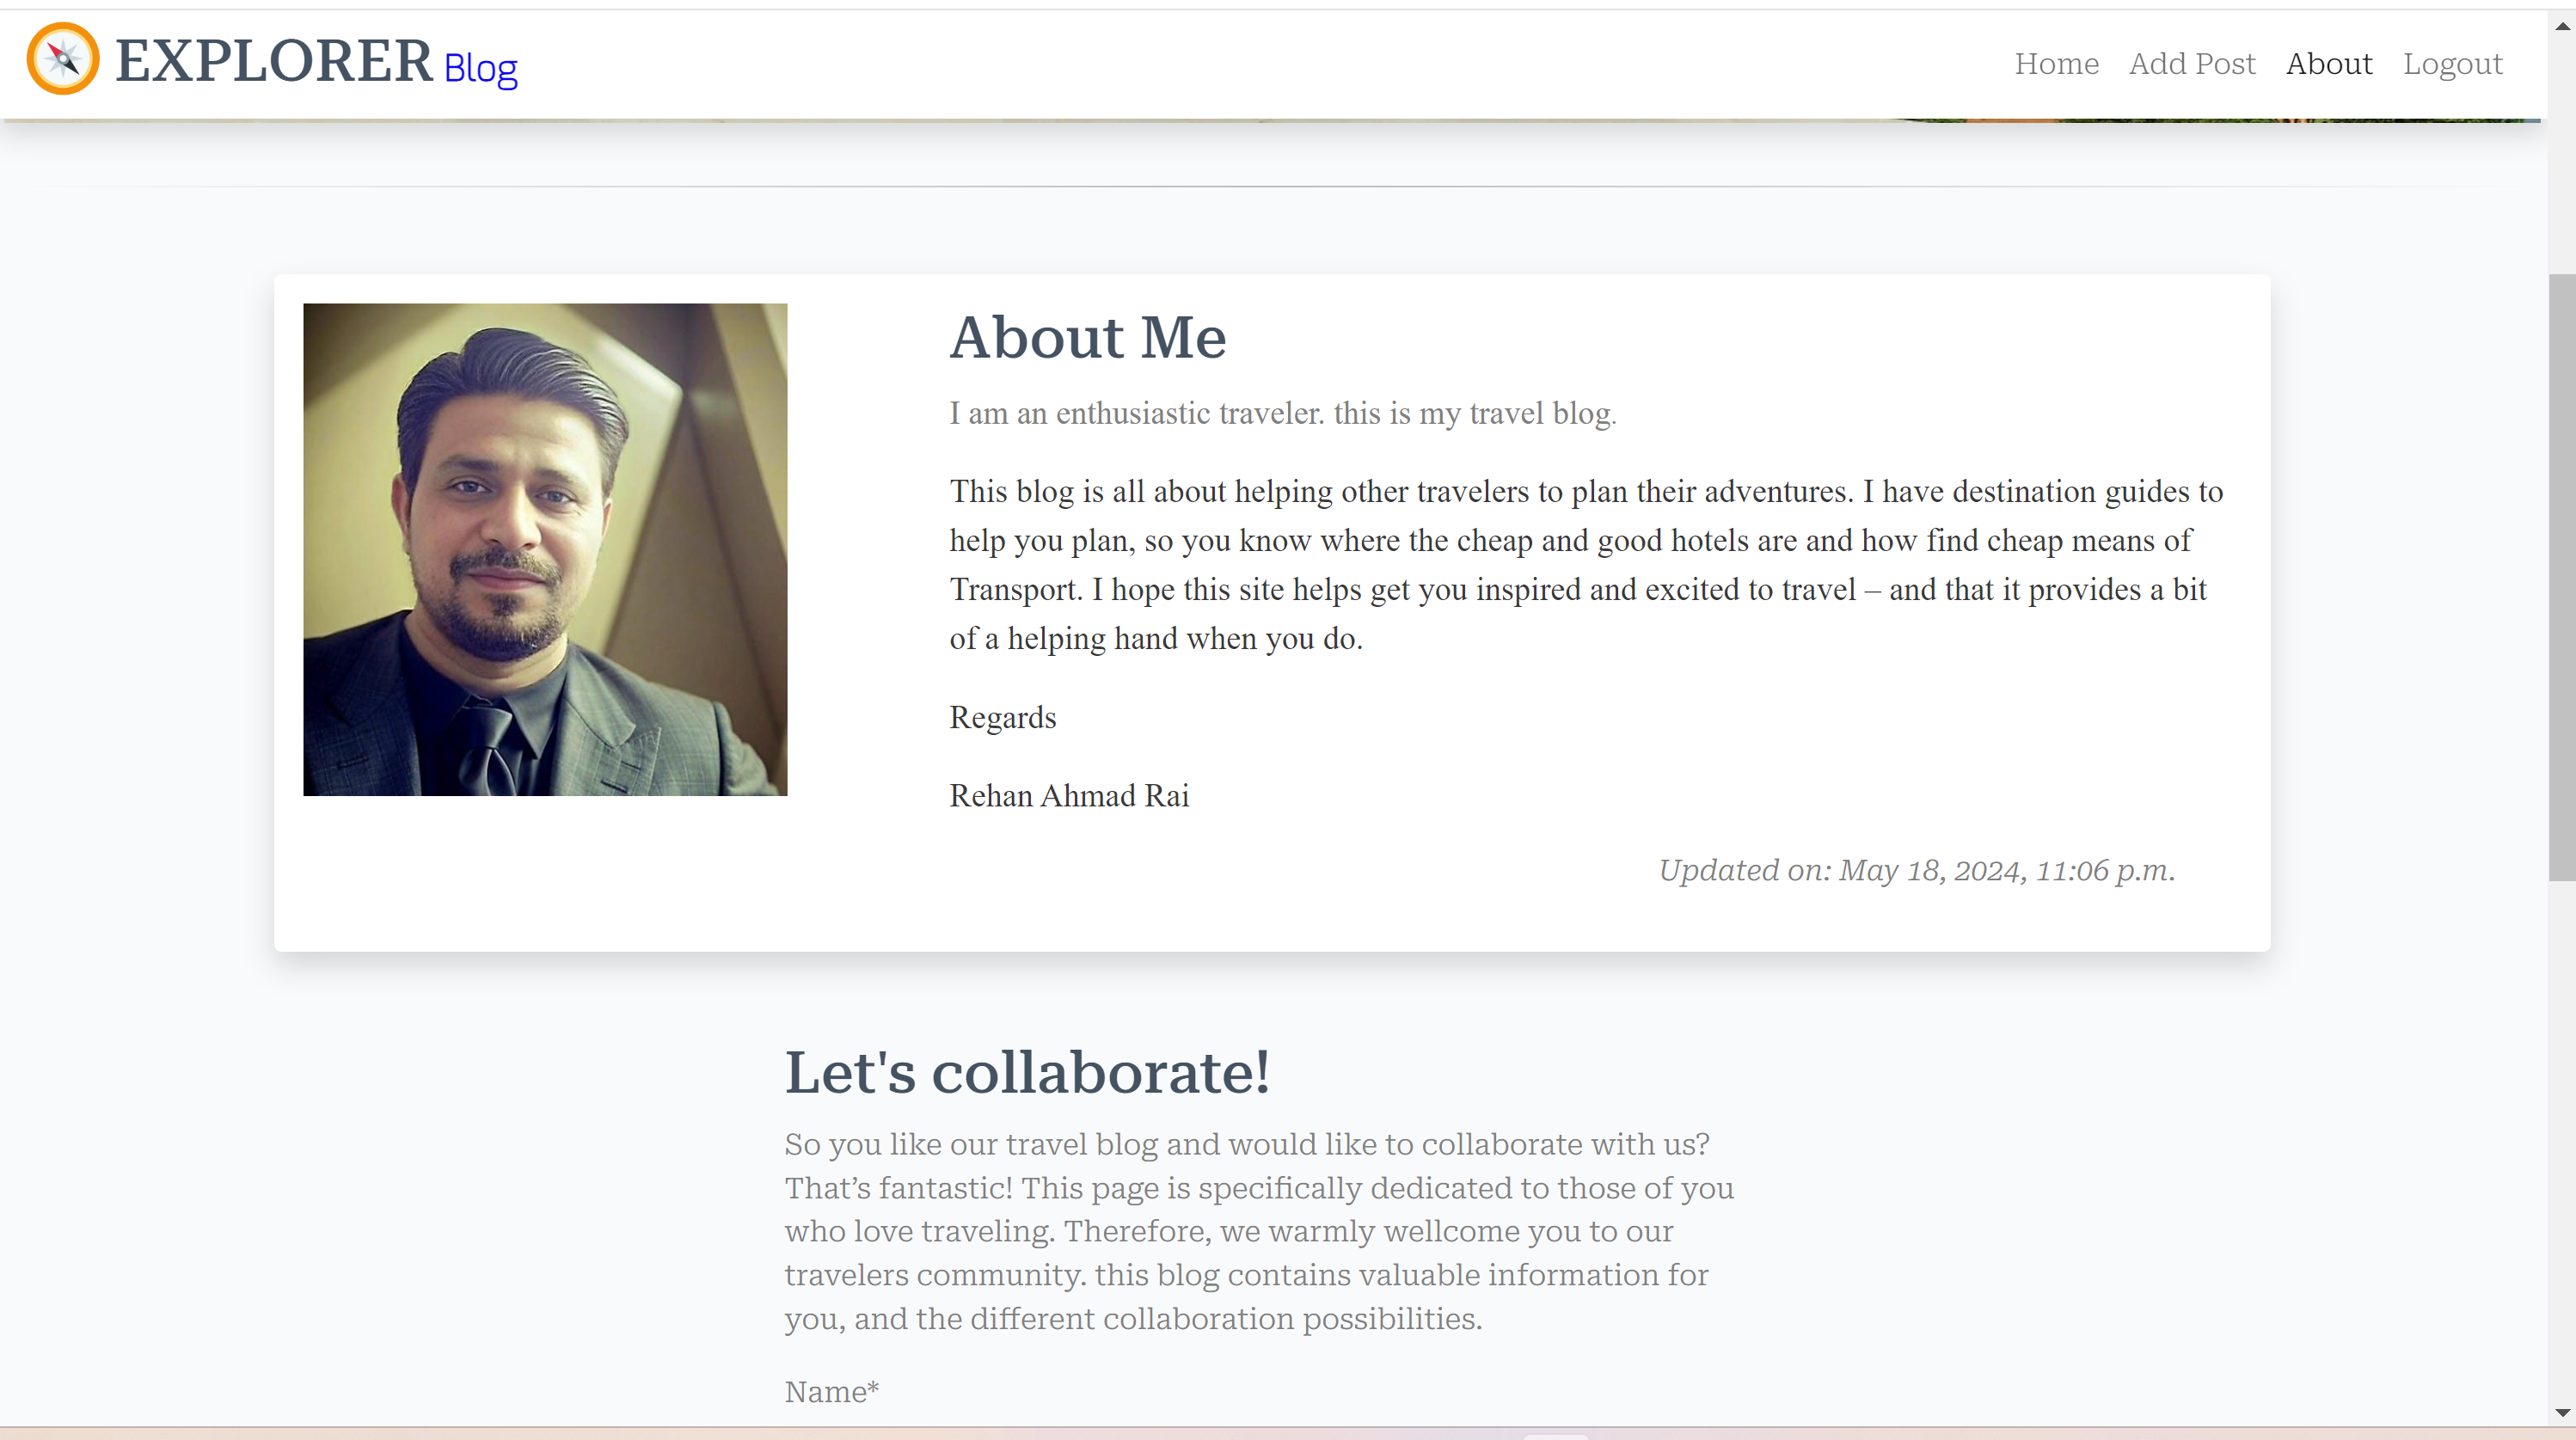 EXPLORER Blog
Home Add Post About Logout
About Me
I am an enthusiastic traveler. this is my travel blog.
This blog is all about helping other travelers to plan their adventures. I have destination guides to
help you plan, so you know where the cheap and good hotels are and how find cheap means of
Transport. I hope this site helps get you inspired and excited to travel – and that it provides a bit
of a helping hand when you do.
Regards
Rehan Ahmad Rai
Updated on: May 18, 2024, 11:06 p.m.
Let's collaborate!
So you like our travel blog and would like to collaborate with us?
That’s fantastic! This page is specifically dedicated to those of you
who love traveling. Therefore, we warmly wellcome you to our
travelers community. this blog contains valuable information for
you, and the different collaboration possibilities.
Name*